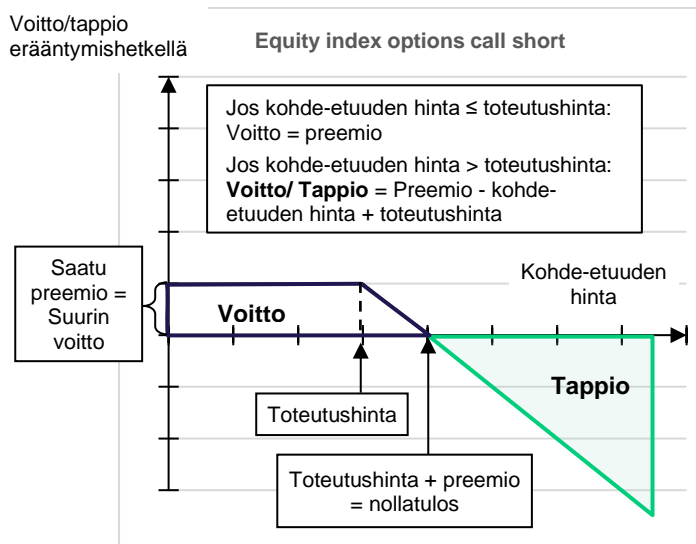 Voitto/tappio
erääntymishetkellä
Equity index options call short
Jos kohde-etuuden hinta ≤ toteutushinta:
Voitto = preemio
Jos kohde-etuuden hinta > toteutushinta:
Voitto/ Tappio = Preemio - kohde-
etuuden hinta + toteutushinta
Saatu
preemio =
Suurin
voitto
Voitto
Kohde-etuuden
hinta
Tappio
Toteutushinta
Toteutushinta + preemio
= nollatulos